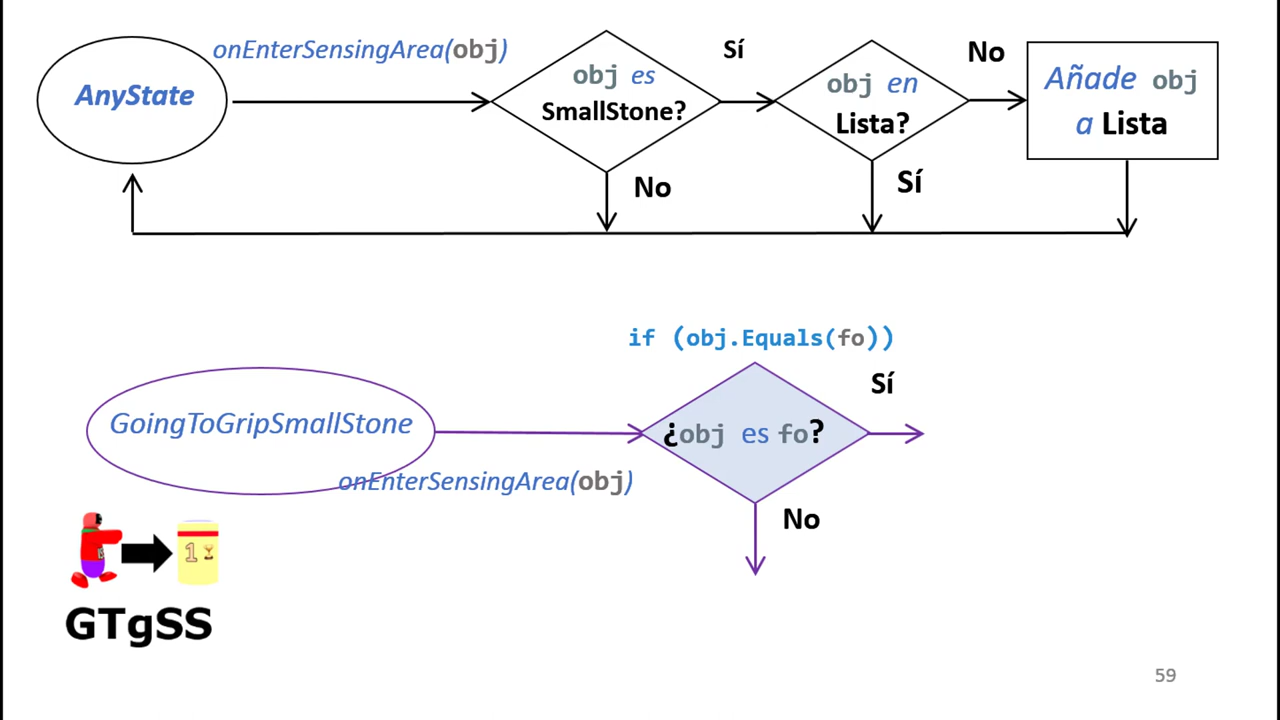 onEnterSensingArea(obj)
AnyState
obj es
SmallStone?
Sí
No
obj en
Lista?
No
Sí
Añade obj
a Lista
if (obj.Equals(fo))
Sí
GoingToGripSmallStone
¿obj es fo?
onEnterSensingArea(obj)
No
1
GTgSS
59